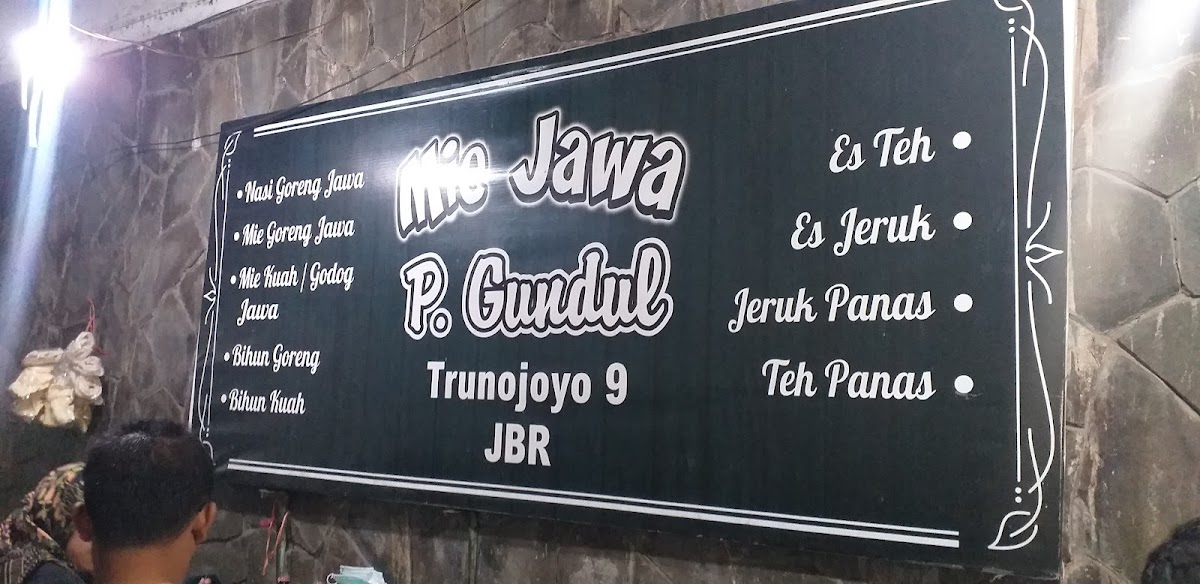 • Nasi Goreng Jawa
• Mie Goreng Jawa
• Mie Kuah / Godog
Jawa
• Bihun Goreng
• Bihun Kuah
Mie Jawa
P. Gundul
Trunojoyo 9
JBR
Es Teh •
Es Jeruk •
Jeruk Panas •
Teh Panas •